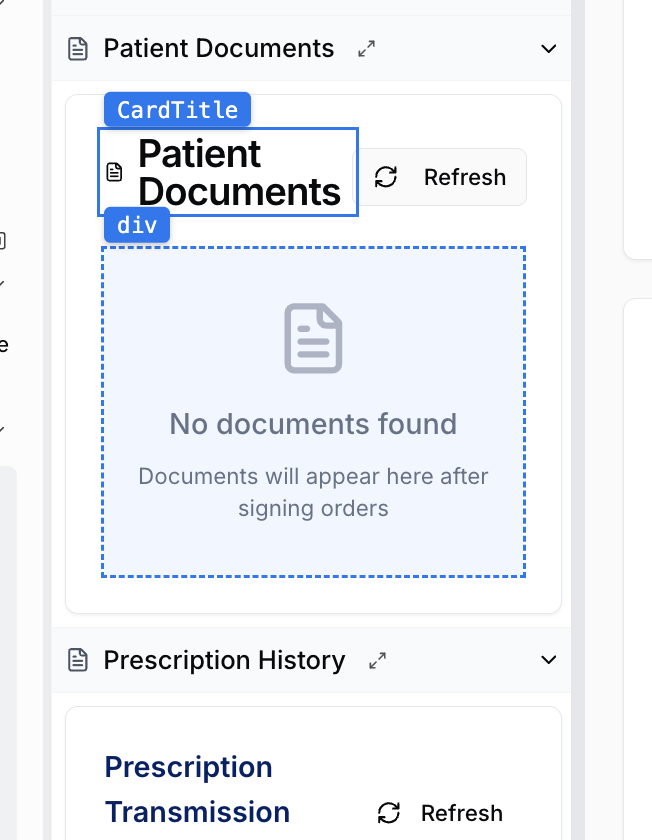 Patient Documents
CardTitle
Patient
Documents
Refresh
div
e
No documents found
Documents will appear here after
signing orders
Prescription History
Prescription
Transmission
Refresh